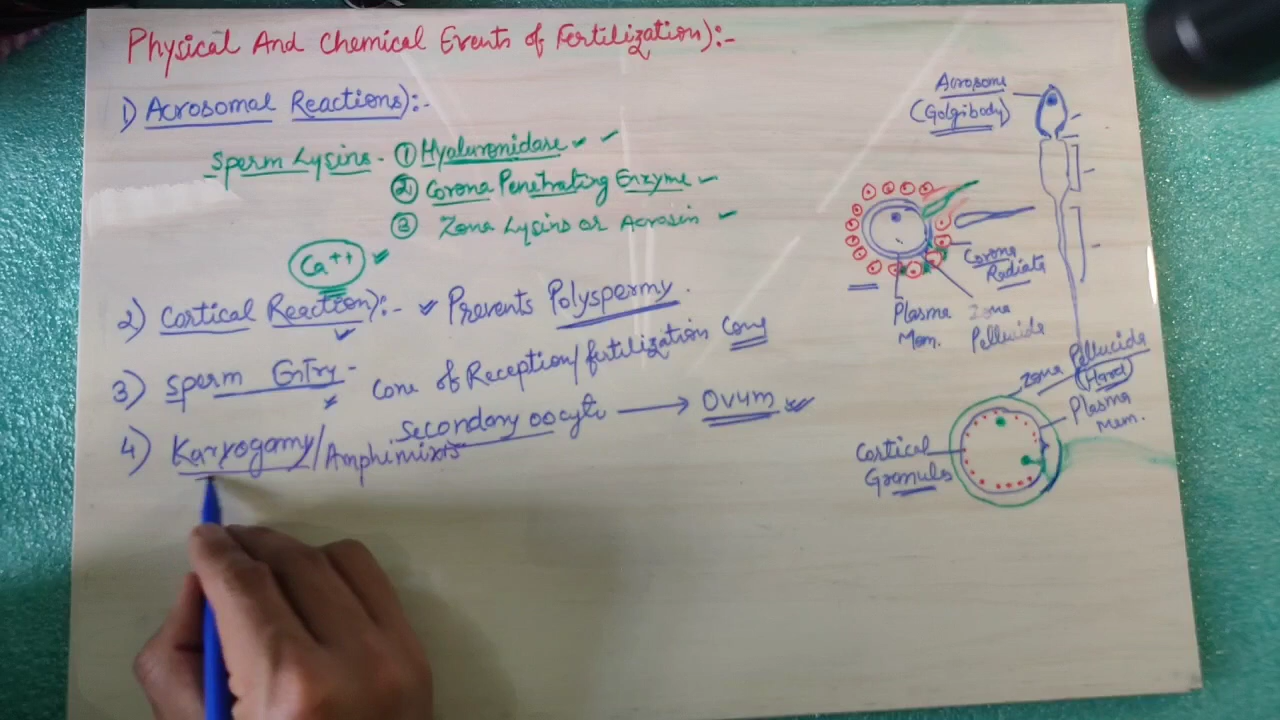 Physical And Chemical Events of Fertilization):-
1) Acrosomal Reactions):-
Sperm Lysins - ① Hyaluronidase
② Corona Penetrating Enzyme
③ Zona Lysins or Acrosin
Ca++
2) Cortical Reaction):- Prevents Polyspermy.
3) Sperm Entry - Cone of Reception/fertilization Cone
Secondary oocyte → Ovum
4) Karyogamy/Amphimixis
Acrosome
(Golgibody)
Corona
Radiata
Plasma
Mem.
Zona
Pellucida
Zona Pellucida
(Hard)
Plasma
mem.
Cortical
Granules